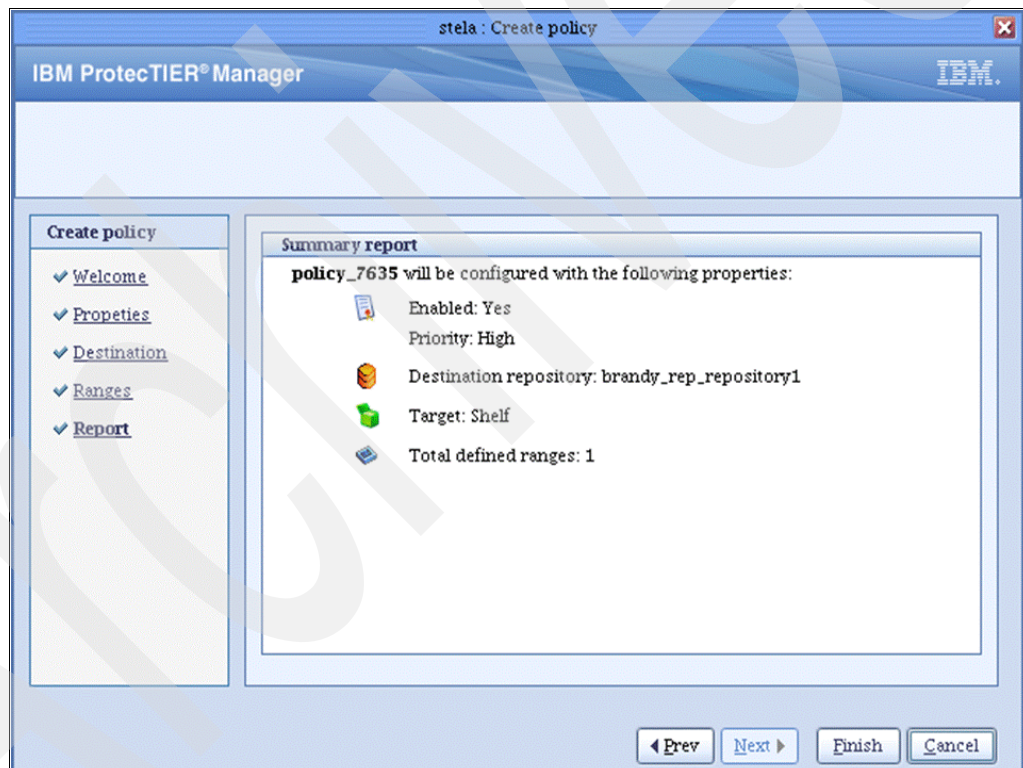 stela : Create policy
IBM ProtecTIER® Manager
IBM.
Create policy
Welcome
Propeties
Destination
Ranges
Report
Summary report
policy_7635 will be configured with the following properties:
Enabled: Yes
Priority: High
Destination repository: brandy_rep_repository1
Target: Shelf
Total defined ranges: 1
Prev
Next
Finish
Cancel